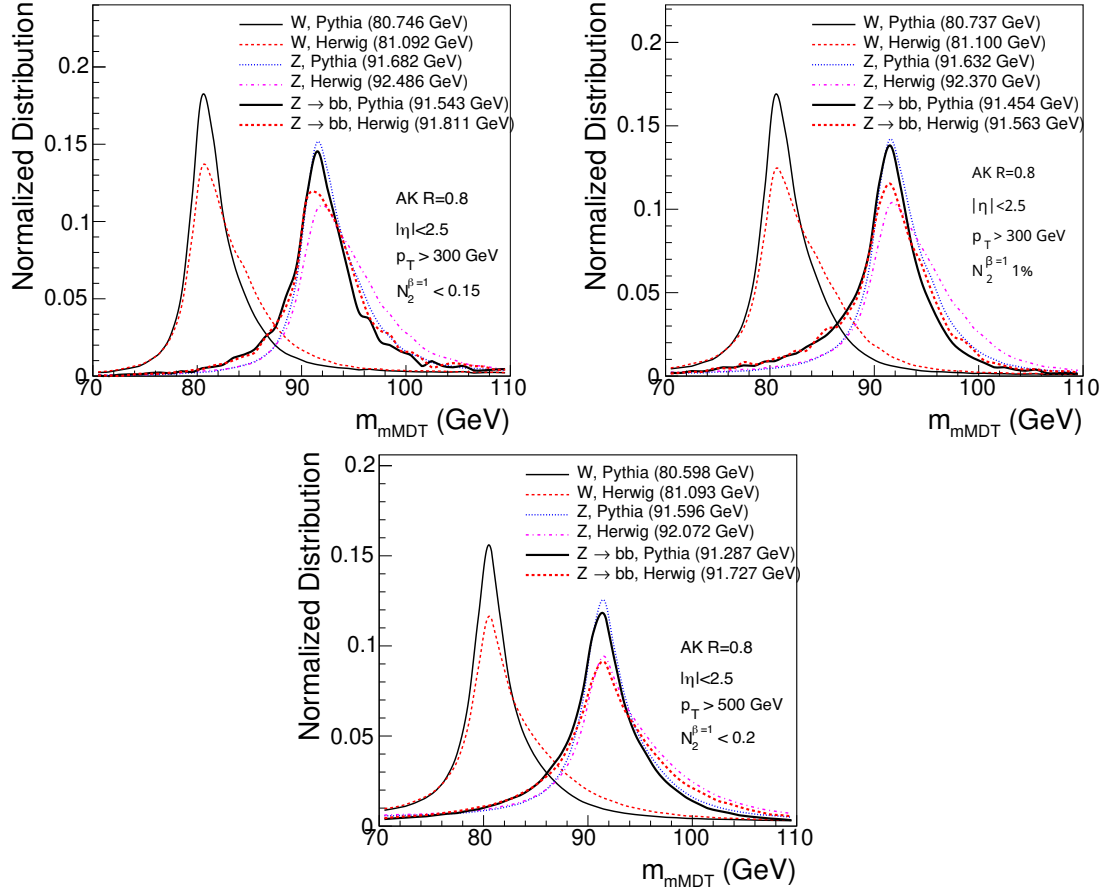 Normalized Distribution
0.2
0.15
0.1
0.05
0
W, Pythia (80.746 GeV)
W, Herwig (81.092 GeV)
Z, Pythia (91.682 GeV)
Z, Herwig (92.486 GeV)
Z → bb, Pythia (91.543 GeV)
Z → bb, Herwig (91.811 GeV)
AK R=0.8
|η|<2.5
p_T > 300 GeV
N_2^{β=1} < 0.15
70 80 90 100 110
m_mMDT (GeV)
Normalized Distribution
0.2
0.15
0.1
0.05
0
W, Pythia (80.737 GeV)
W, Herwig (81.100 GeV)
Z, Pythia (91.632 GeV)
Z, Herwig (92.370 GeV)
Z → bb, Pythia (91.454 GeV)
Z → bb, Herwig (91.563 GeV)
AK R=0.8
|η|<2.5
p_T > 300 GeV
N_2^{β=1} 1%
70 80 90 100 110
m_mMDT (GeV)
Normalized Distribution
0.2
0.15
0.1
0.05
0
W, Pythia (80.598 GeV)
W, Herwig (81.093 GeV)
Z, Pythia (91.596 GeV)
Z, Herwig (92.072 GeV)
Z → bb, Pythia (91.287 GeV)
Z → bb, Herwig (91.727 GeV)
AK R=0.8
|η|<2.5
p_T > 500 GeV
N_2^{β=1} < 0.2
70 80 90 100 110
m_mMDT (GeV)